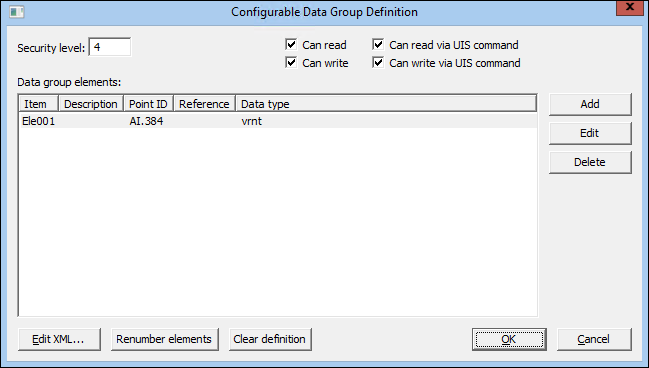 Configurable Data Group Definition
x
Security level: 4
Can read
Can read via UIS command
Can write
Can write via UIS command
Data group elements:
Item Description Point ID Reference Data type
Ele001 AI.384 vrnt
Add
Edit
Delete
Edit XML... Renumber elements Clear definition OK Cancel